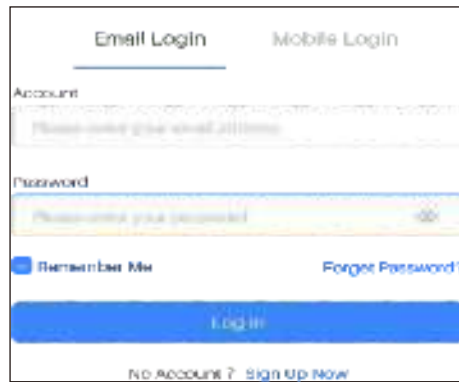 Email Login Mobile Login
Account
Please enter your email address
Password
Please enter your password
Remember Me Forget Password?
Log In
No Account? Sign Up Now